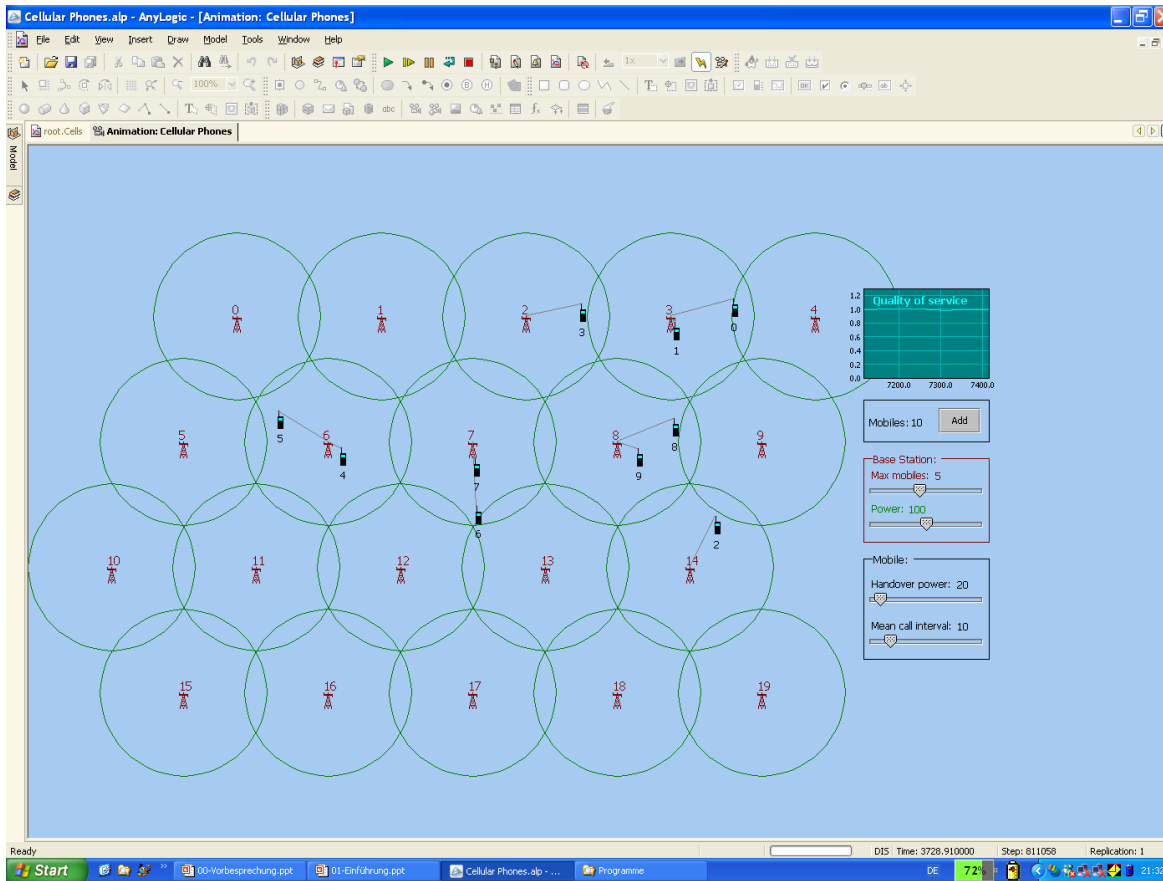 Cellular Phones.alp - AnyLogic - [Animation: Cellular Phones]
File Edit View Insert Draw Model Tools Window Help
1x
100%
abc
root.Cells Animation: Cellular Phones
Model
0 1 2 3 4
3 1 0
Quality of service
1.2
1.0
0.8
0.6
0.4
0.2
0.0
7200.0 7300.0 7400.0
5 6 7 8 9
5 4 7 9 8
6 2
Mobiles: 10 Add
Base Station:
Max mobiles: 5
Power: 100
10 11 12 13 14
Mobile:
Handover power: 20
Mean call interval: 10
15 16 17 18 19
Ready DIS Time: 3728.910000 Step: 811058 Replication: 1
Start 00-Vorbesprechung.ppt 01-Einführung.ppt Cellular Phones.alp - ... Programme DE 72%